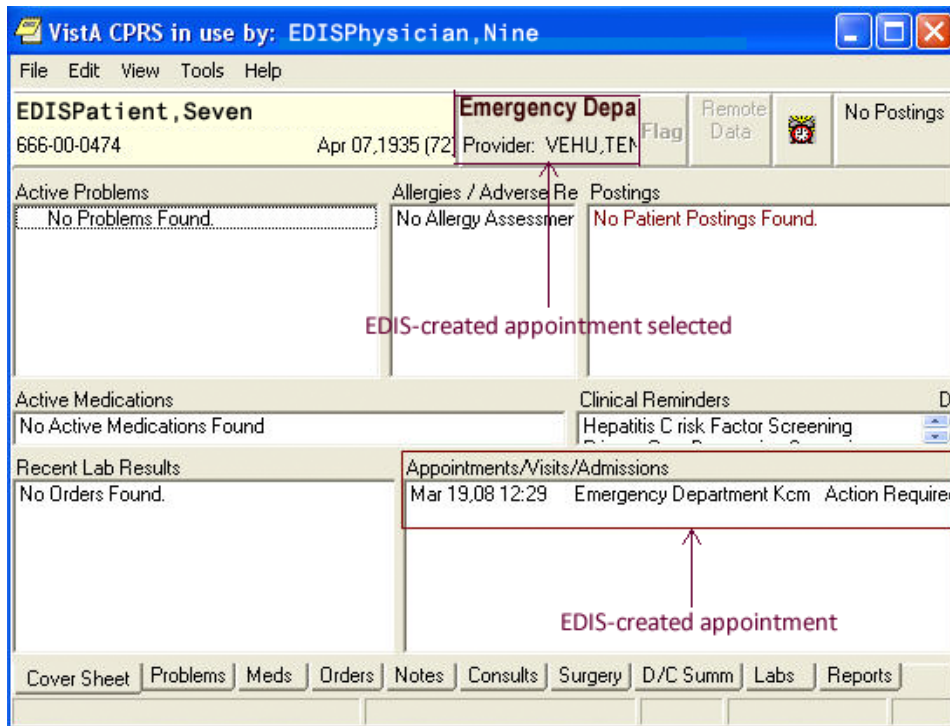 VistA CPRS in use by: EDISPhysician,Nine
File Edit View Tools Help
EDISPatient,Seven
666-00-0474 Apr 07,1935 (72)
Emergency Depa
Provider: VEHU,TEN
Flag
Remote
Data
No Postings
Active Problems
No Problems Found.
Allergies / Adverse Re
No Allergy Assessmer
Postings
No Patient Postings Found.
EDIS-created appointment selected
Active Medications
No Active Medications Found
Clinical Reminders D
Hepatitis C risk Factor Screening
Recent Lab Results
No Orders Found.
Appointments/Visits/Admissions
Mar 19,08 12:29 Emergency Department Kcm Action Require
EDIS-created appointment
Cover Sheet Problems Meds Orders Notes Consults Surgery D/C Summ Labs Reports